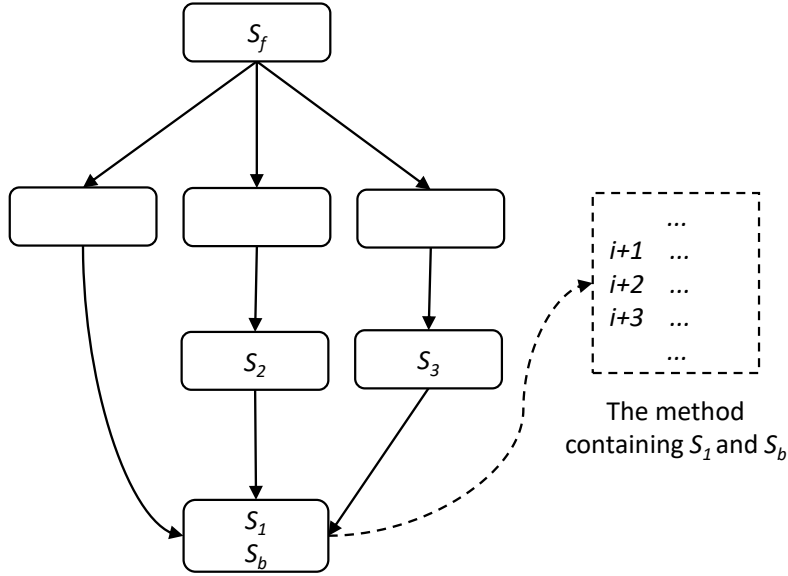 S_f
...
i+1 ...
i+2 ...
i+3 ...
...
S_2
S_3
The method
containing S_1 and S_b
S_1
S_b